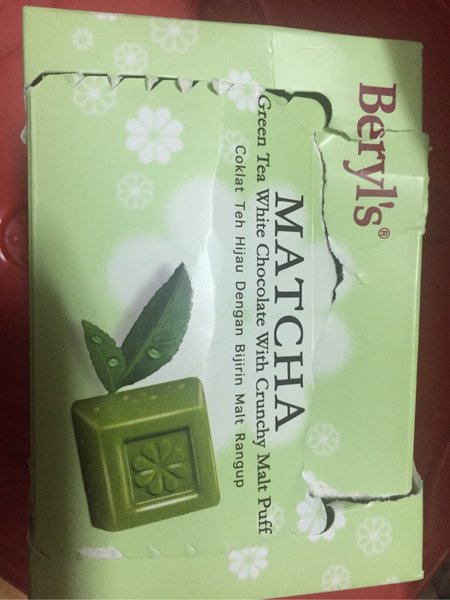 Beryl's®
MATCHA
Green Tea White Chocolate With Crunchy Malt Puff
Coklat Teh Hijau Dengan Bijirin Malt Rangup